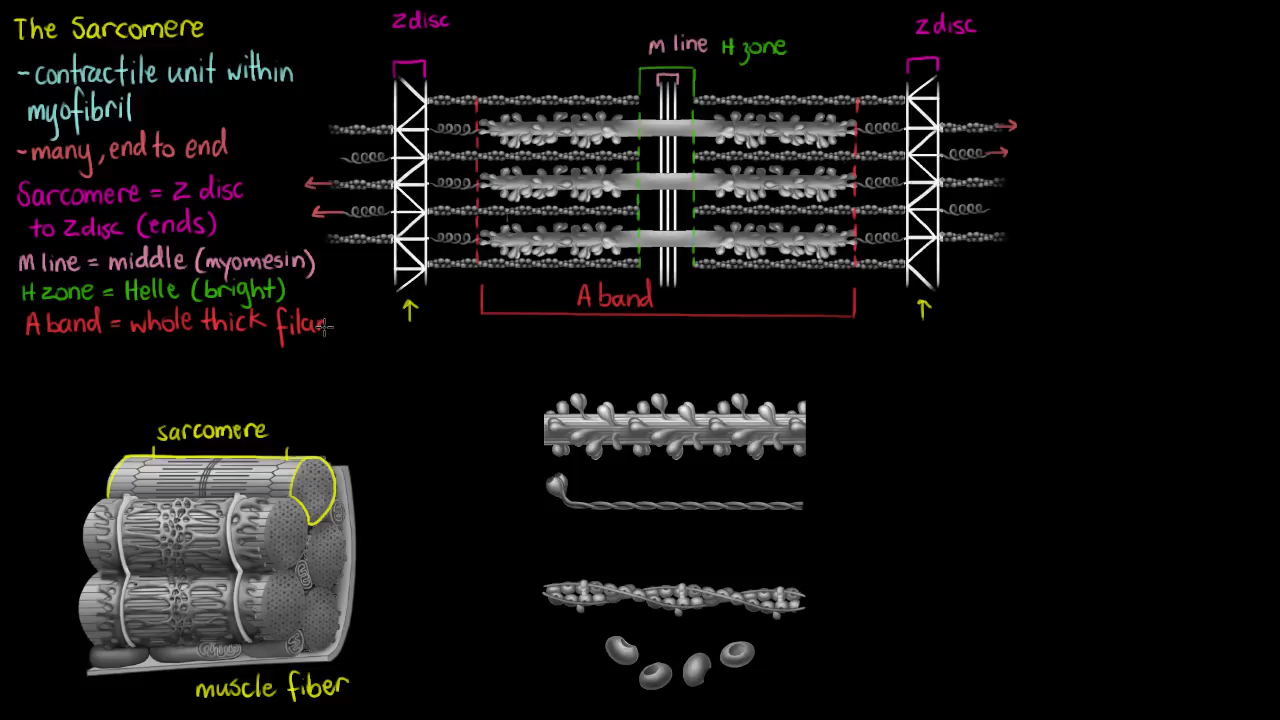 The Sarcomere
-contractile unit within
myofibril
-many, end to end
Sarcomere = Z disc
to Z disc (ends)
M line = middle (myomesin)
H zone = Helle (bright)
A band = whole thick fila
Z disc
M line H zone
Z disc
A band
sarcomere
muscle fiber